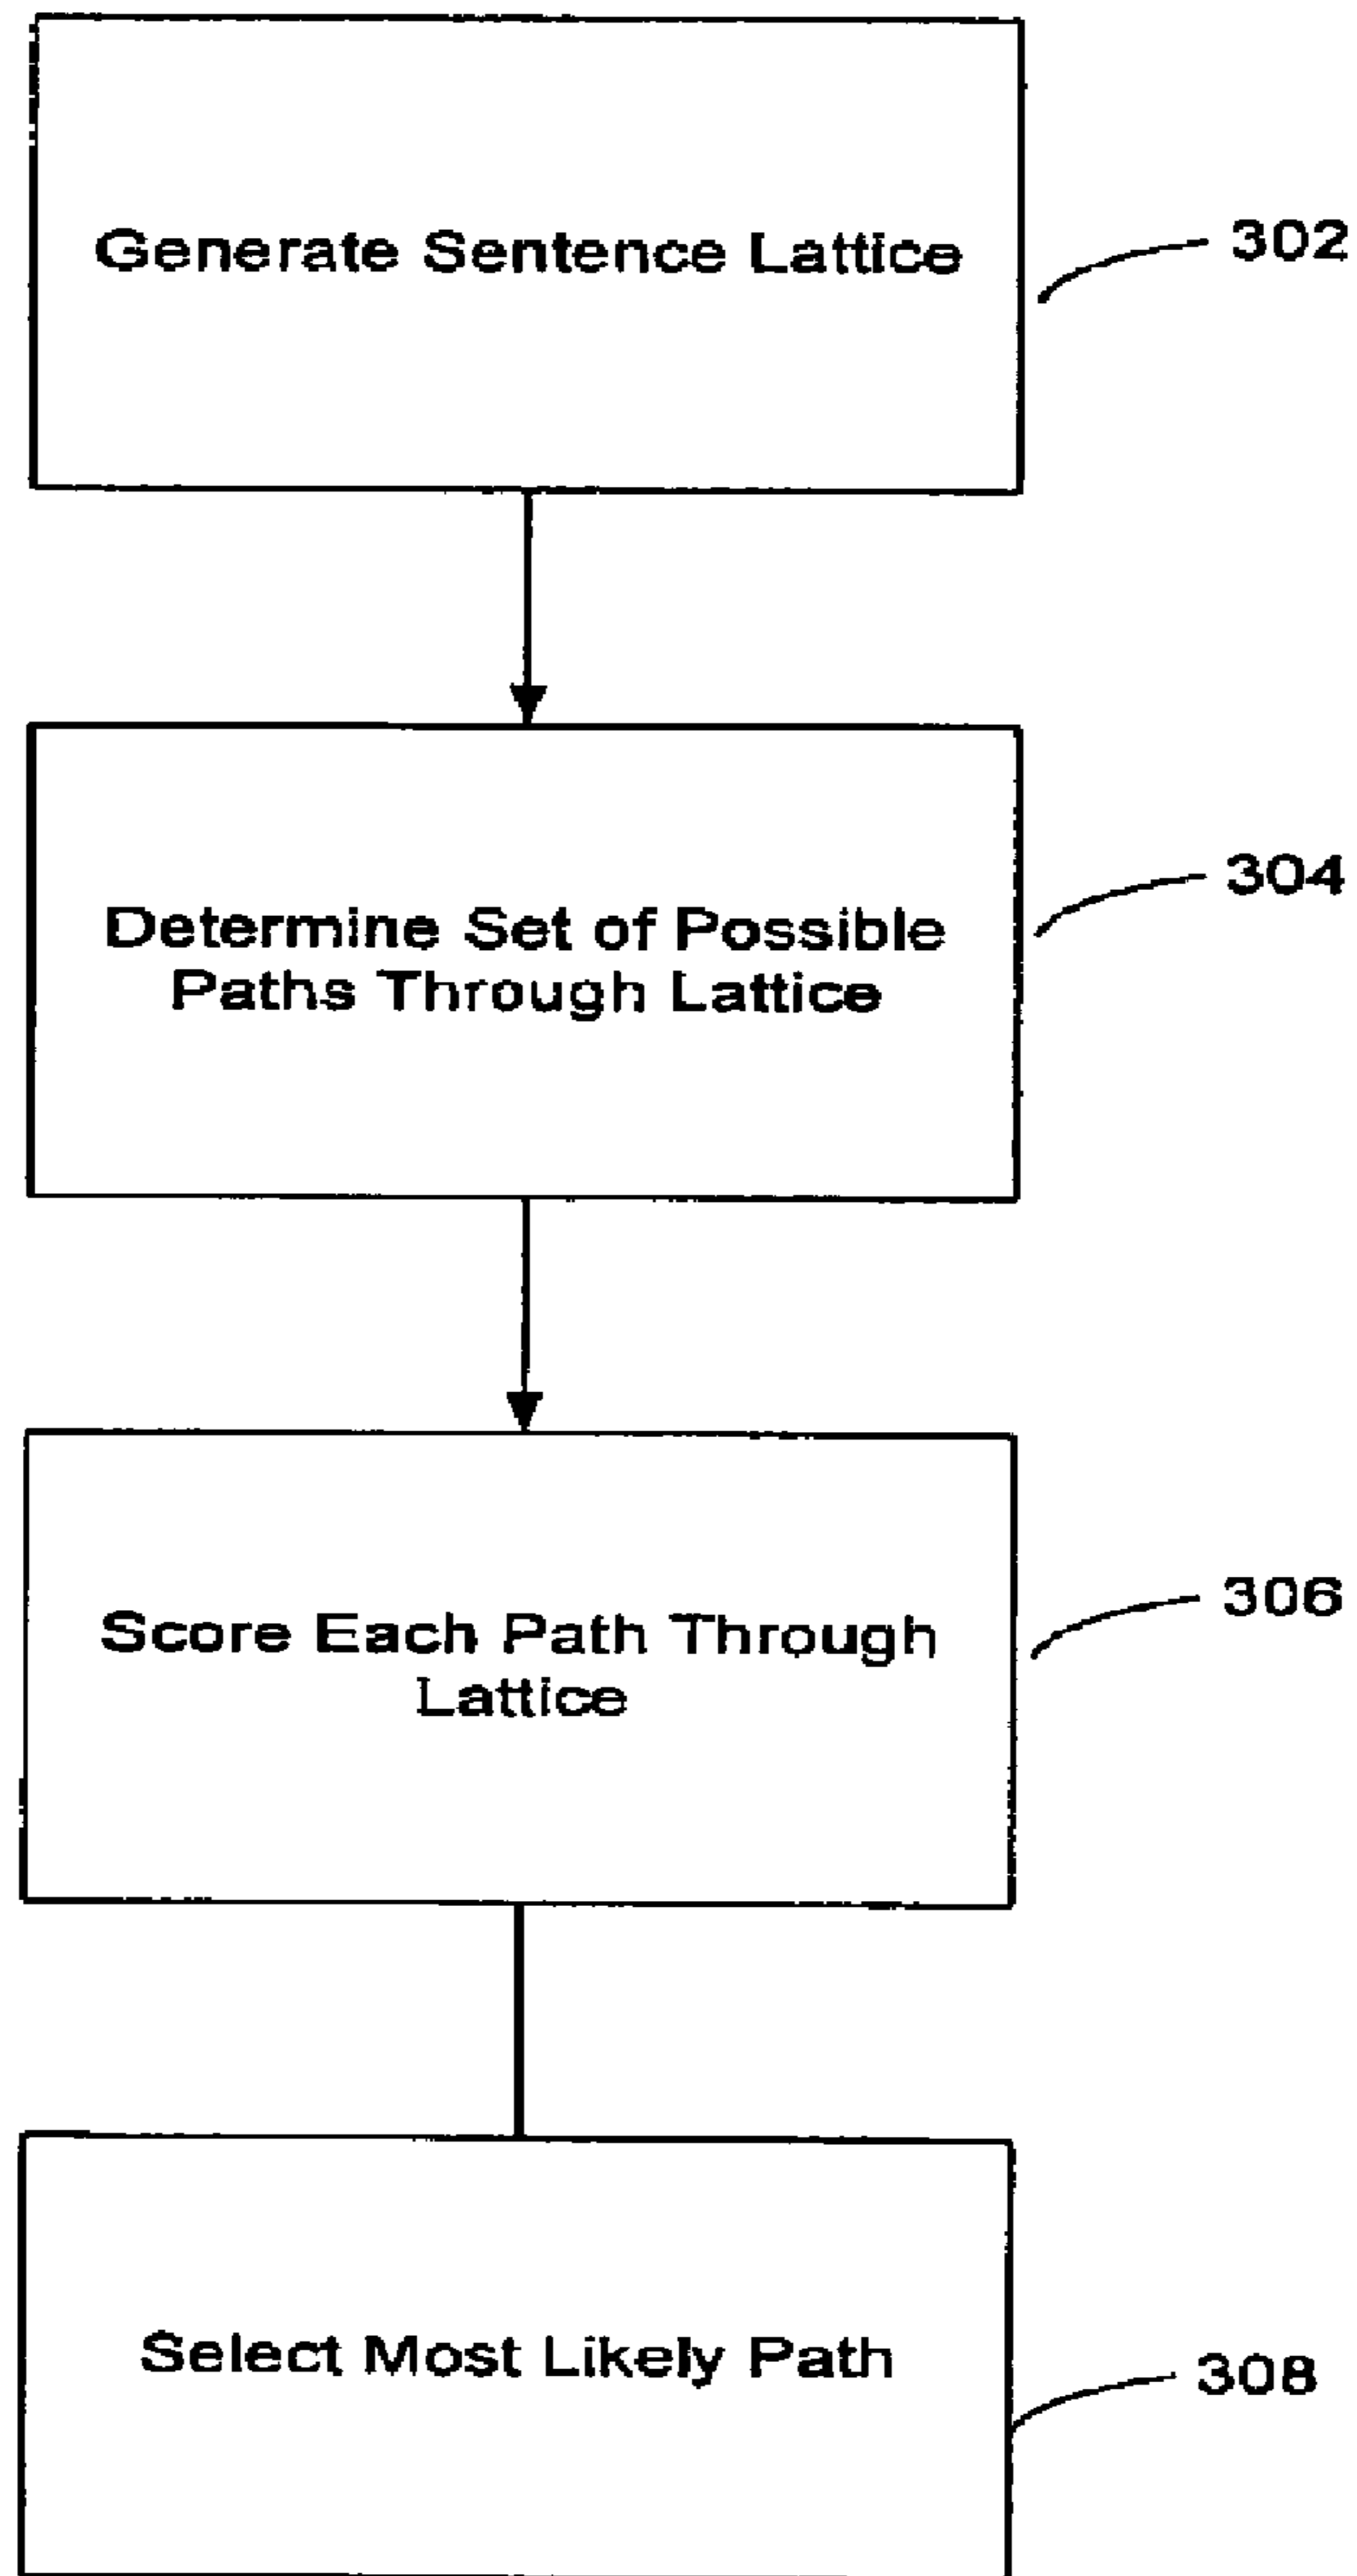 Generate Sentence Lattice
302
Determine Set of Possible
Paths Through Lattice
304
Score Each Path Through
Lattice
306
Select Most Likely Path
308